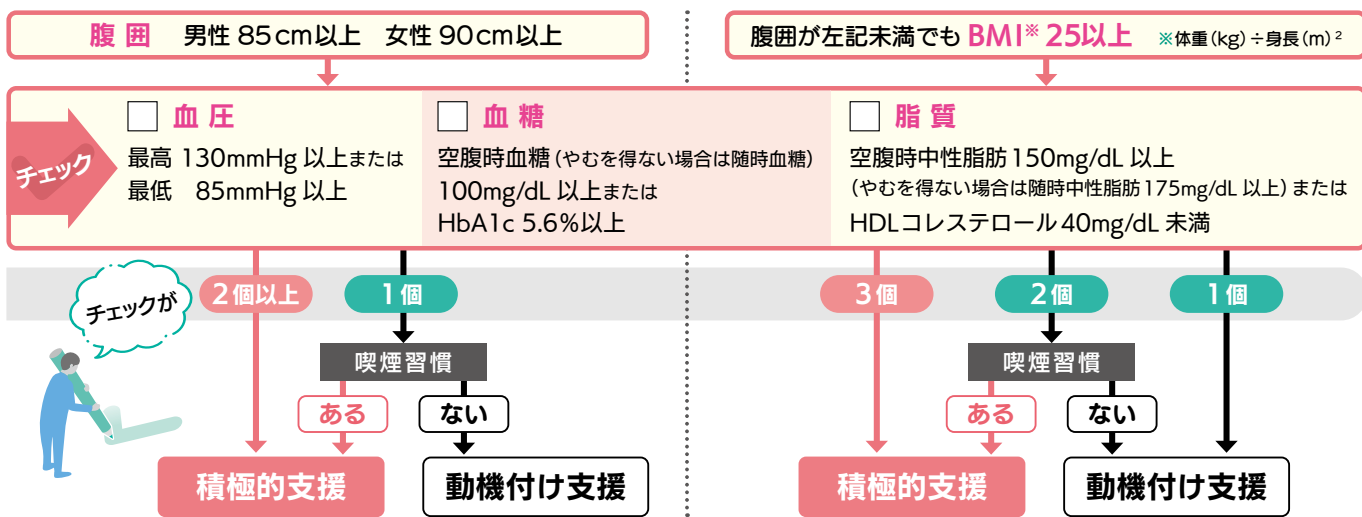 腹囲 男性 85cm以上 女性 90cm以上
腹囲が左記未満でも BMI※ 25以上 ※体重(kg)÷身長(m)²
チェック
□ 血圧
最高 130mmHg 以上または
最低 85mmHg 以上
□ 血糖
空腹時血糖(やむを得ない場合は随時血糖)
100mg/dL 以上または
HbA1c 5.6%以上
□ 脂質
空腹時中性脂肪 150mg/dL 以上
(やむを得ない場合は随時中性脂肪 175mg/dL 以上)または
HDLコレステロール 40mg/dL 未満
チェックが
2個以上
1個
喫煙習慣
ある
ない
積極的支援
動機付け支援
3個
2個
1個
喫煙習慣
ある
ない
積極的支援
動機付け支援